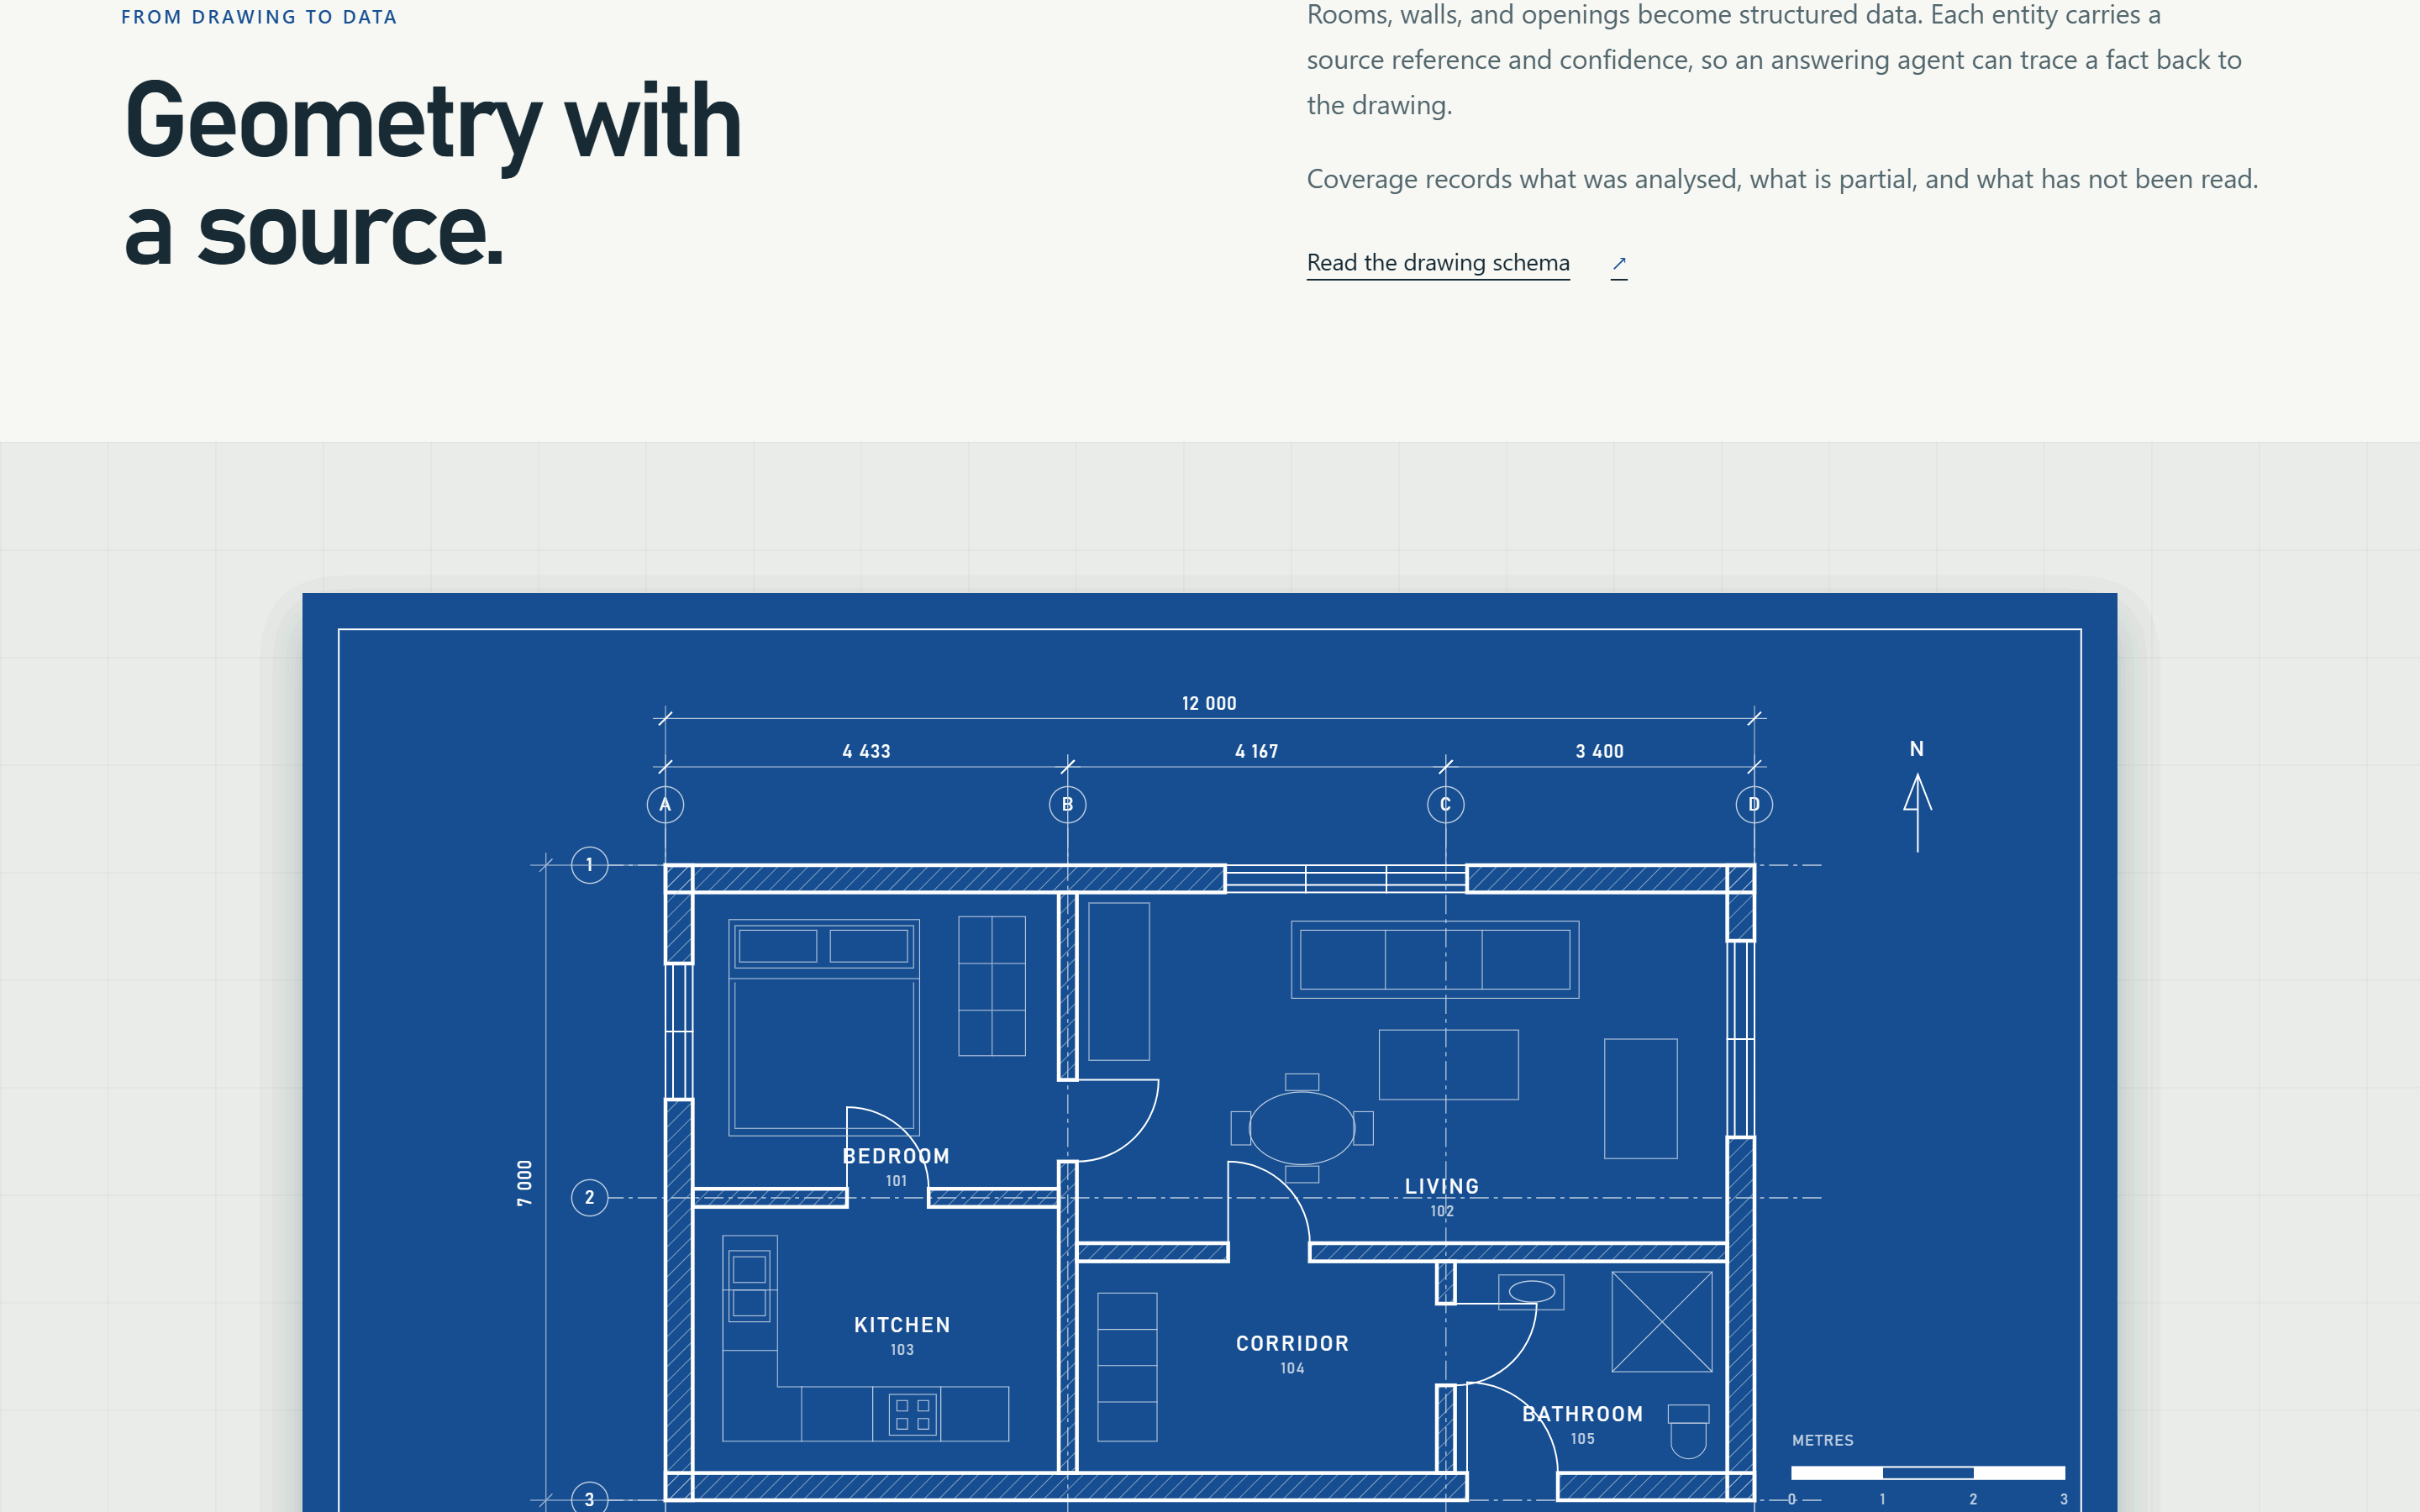 FROM DRAWING TO DATA
Geometry with
a source.
Rooms, walls, and openings become structured data. Each entity carries a
source reference and confidence, so an answering agent can trace a fact back to
the drawing.
Coverage records what was analysed, what is partial, and what has not been read.
Read the drawing schema ↗
12 000
4 433 4 167 3 400
N
A B C D
1
BEDROOM
101
7 000
2
LIVING
102
KITCHEN
103
CORRIDOR
104
BATHROOM
105
METRES
3
0 1 2 3